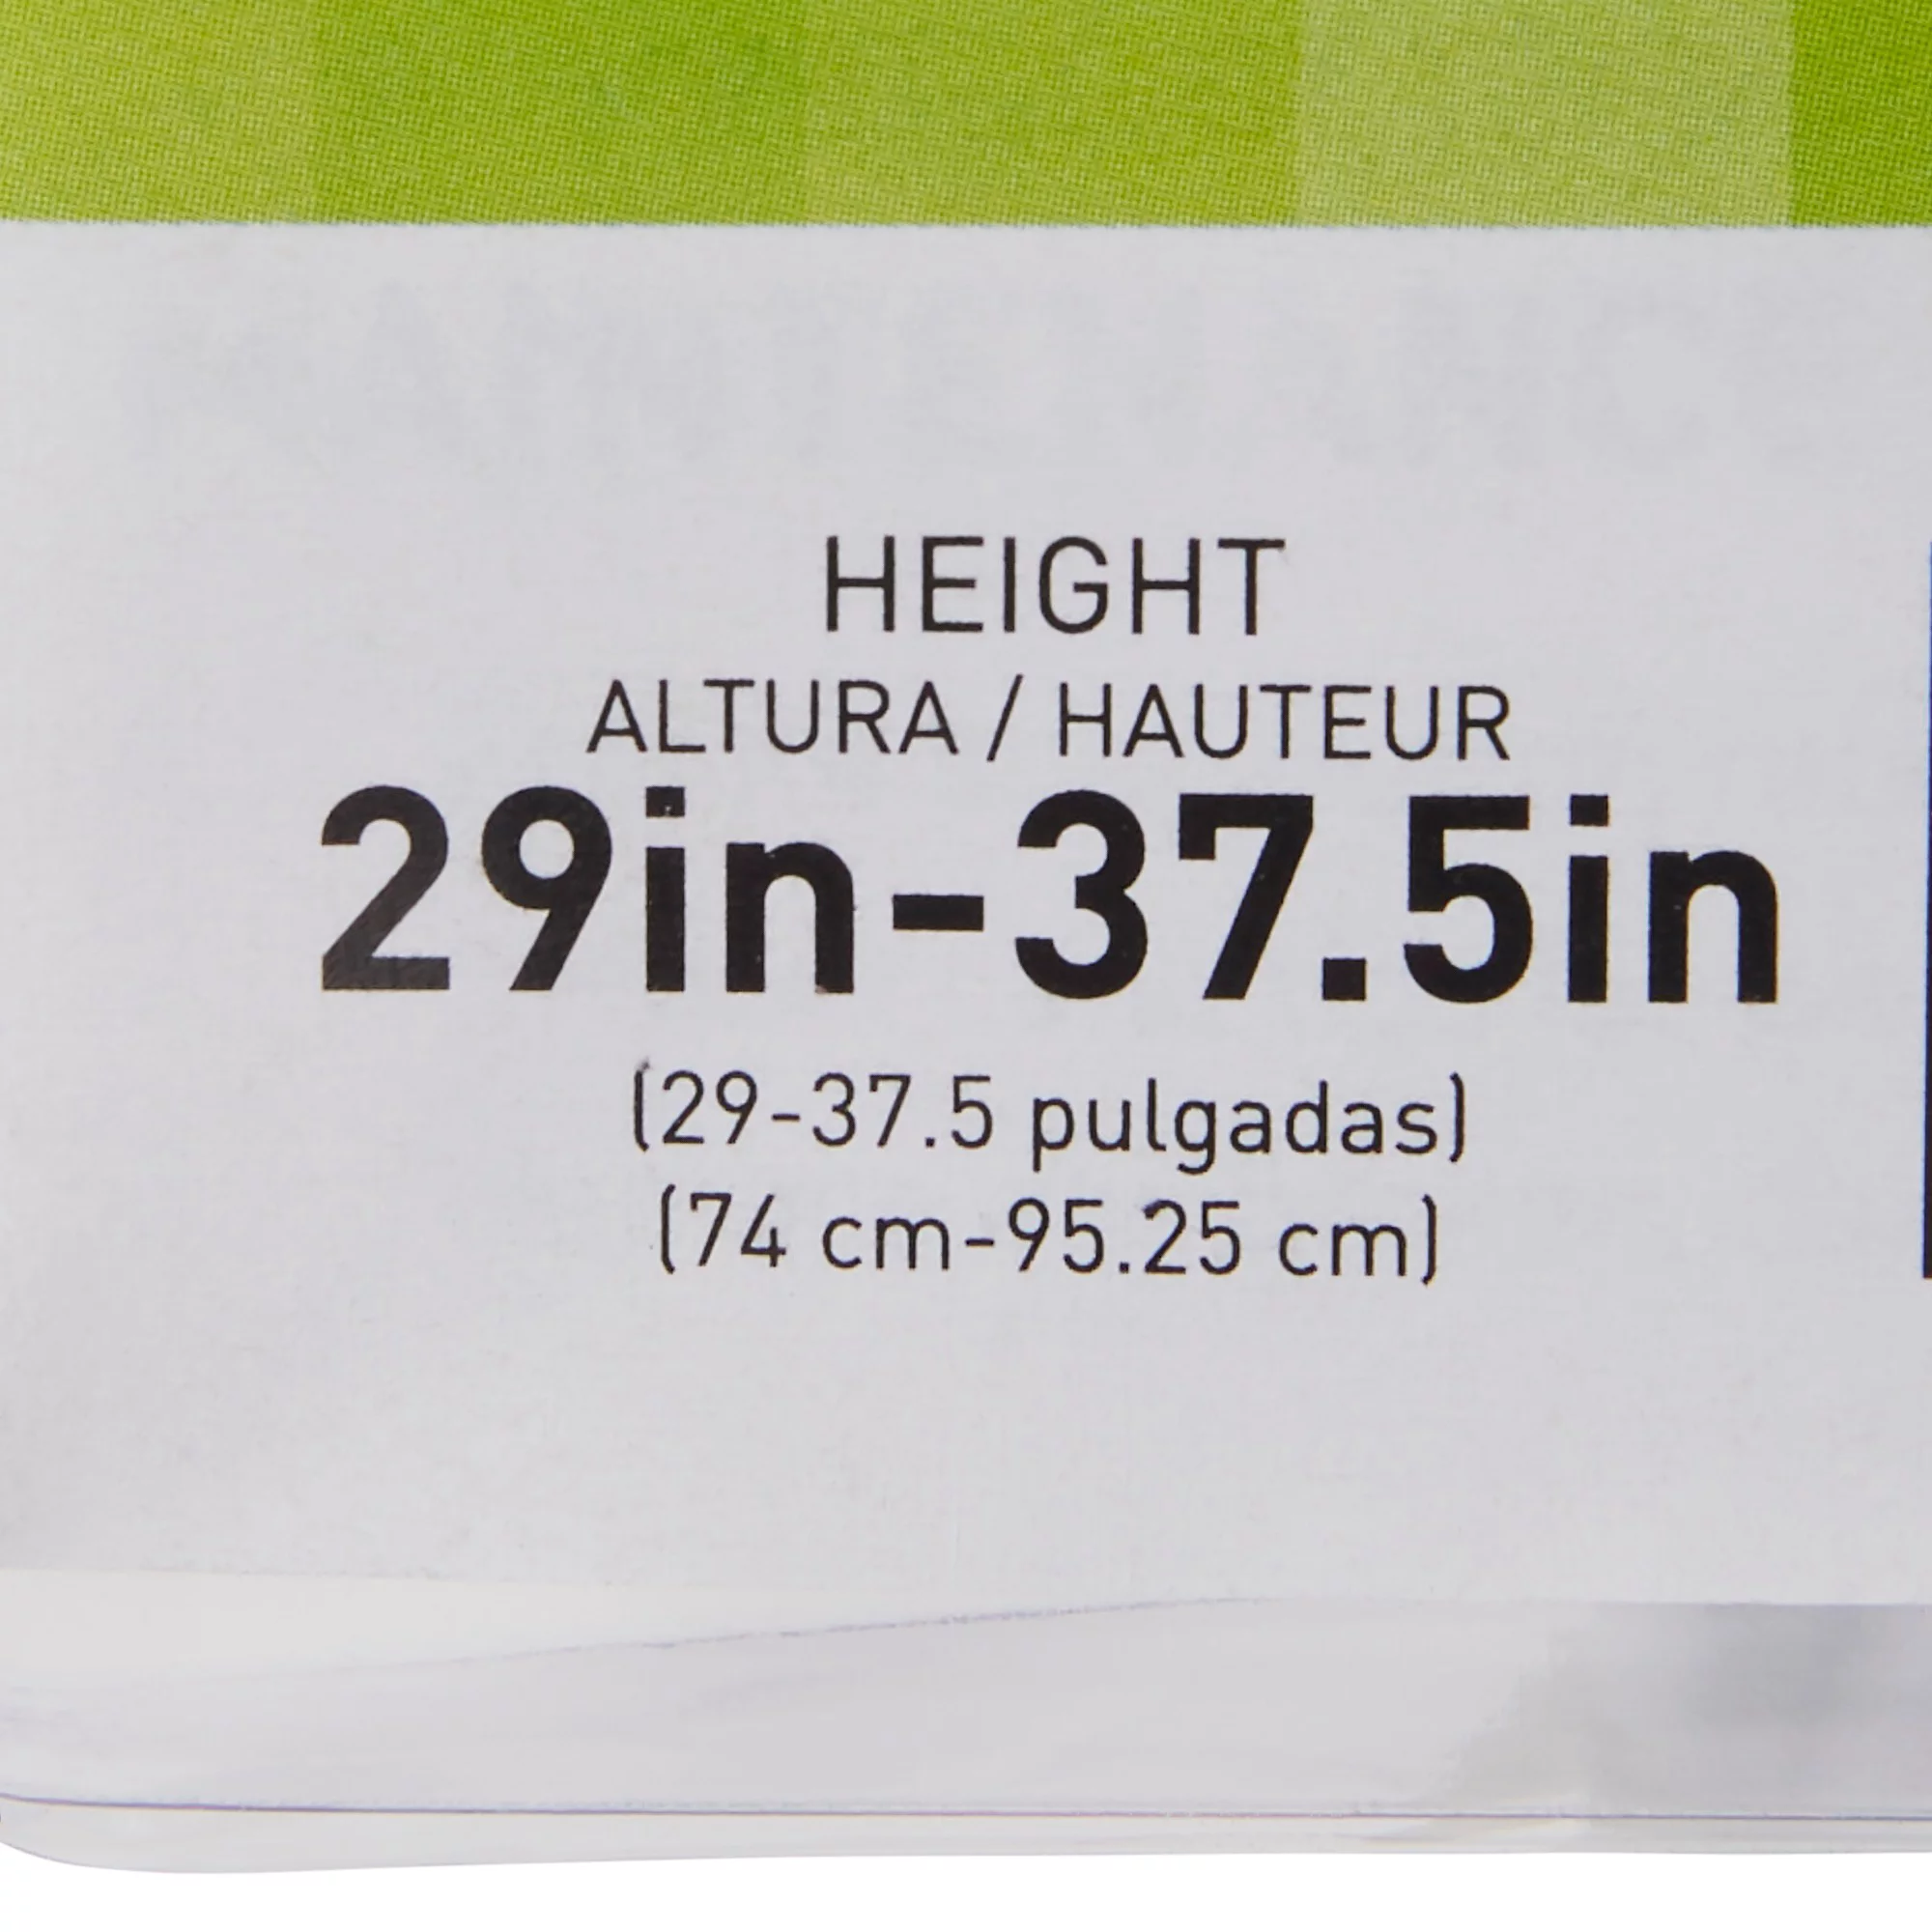 HEIGHT
ALTURA / HAUTEUR
29in-37.5in
(29-37.5 pulgadas)
(74 cm-95.25 cm)